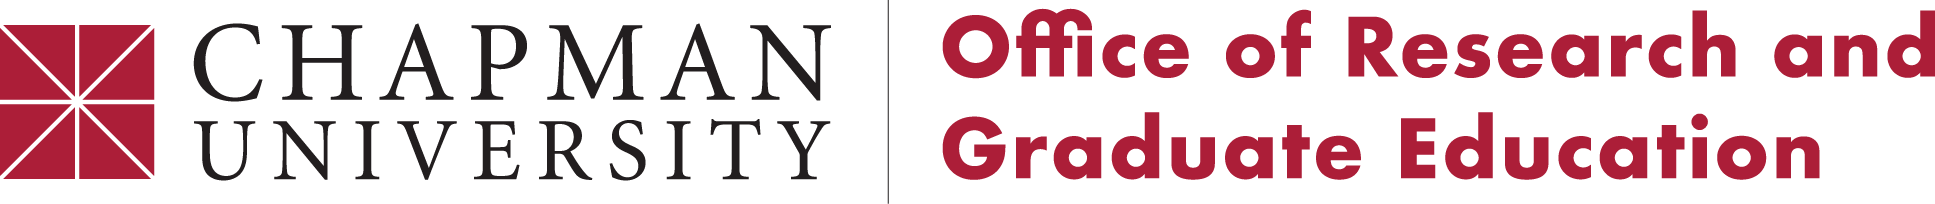 CHAPMAN
UNIVERSITY
Office of Research and
Graduate Education